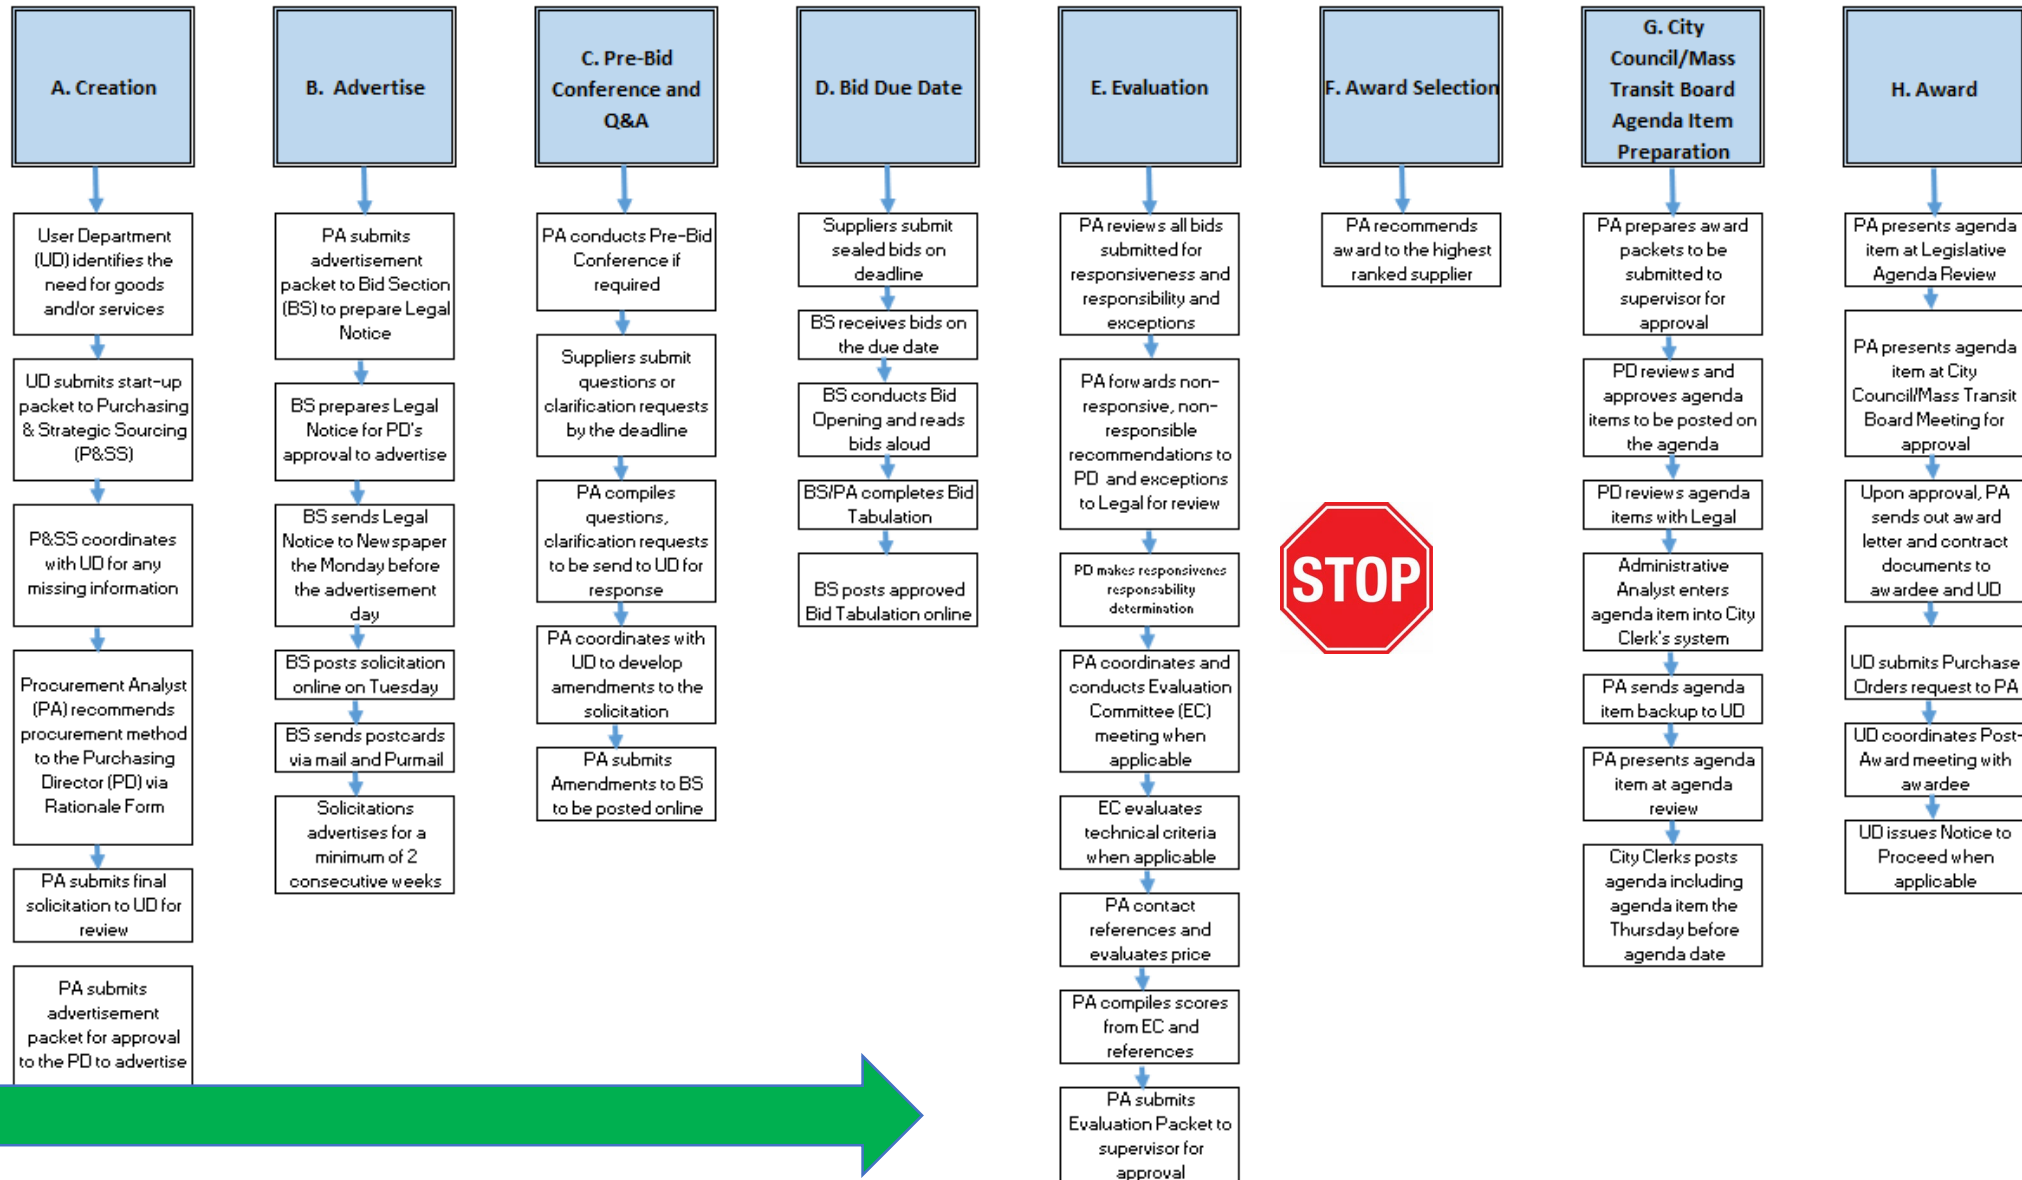 A. Creation
User Department
(UD) identifies the
need for goods
and/or services
UD submits start-up
packet to Purchasing
& Strategic Sourcing
(P&SS)
P&SS coordinates
with UD for any
missing information
Procurement Analyst
(PA) recommends
procurement method
to the Purchasing
Director (PD) via
Rationale Form
PA submits final
solicitation to UD for
review
PA submits
advertisement
packet for approval
to the PD to advertise
B. Advertise
PA submits
advertisement
packet to Bid Section
(BS) to prepare Legal
Notice
BS prepares Legal
Notice for PD's
approval to advertise
BS sends Legal
Notice to Newspaper
the Monday before
the advertisement
day
BS posts solicitation
online on Tuesday
BS sends postcards
via mail and Purmail
Solicitations
advertises for a
minimum of 2
consecutive weeks
C. Pre-Bid
Conference and
Q&A
PA conducts Pre-Bid
Conference if
required
Suppliers submit
questions or
clarification requests
by the deadline
PA compiles
questions,
clarification requests
to be send to UD for
response
PA coordinates with
UD to develop
amendments to the
solicitation
PA submits
Amendments to BS
to be posted online
D. Bid Due Date
Suppliers submit
sealed bids on
deadline
BS receives bids on
the due date
BS conducts Bid
Opening and reads
bids aloud
BS/PA completes Bid
Tabulation
BS posts approved
Bid Tabulation online
E. Evaluation
PA reviews all bids
submitted for
responsiveness and
responsibility and
exceptions
PA forwards non-
responsive, non-
responsible
recommendations to
PD and exceptions
to Legal for review
PD makes responsivenes
responsability
determination
PA coordinates and
conducts Evaluation
Committee (EC)
meeting when
applicable
EC evaluates
technical criteria
when applicable
PA contact
references and
evaluates price
PA compiles scores
from EC and
references
PA submits
Evaluation Packet to
supervisor for
approval
F. Award Selection
PA recommends
award to the highest
ranked supplier
STOP
G. City
Council/Mass
Transit Board
Agenda Item
Preparation
PA prepares award
packets to be
submitted to
supervisor for
approval
PD reviews and
approves agenda
items to be posted on
the agenda
PD reviews agenda
items with Legal
Administrative
Analyst enters
agenda item into City
Clerk's system
PA sends agenda
item backup to UD
PA presents agenda
item at agenda
review
City Clerks posts
agenda including
agenda item the
Thursday before
agenda date
H. Award
PA presents agenda
item at Legislative
Agenda Review
PA presents agenda
item at City
Council/Mass Transit
Board Meeting for
approval
Upon approval, PA
sends out award
letter and contract
documents to
awardee and UD
UD submits Purchase
Orders request to PA
UD coordinates Post-
Award meeting with
awardee
UD issues Notice to
Proceed when
applicable